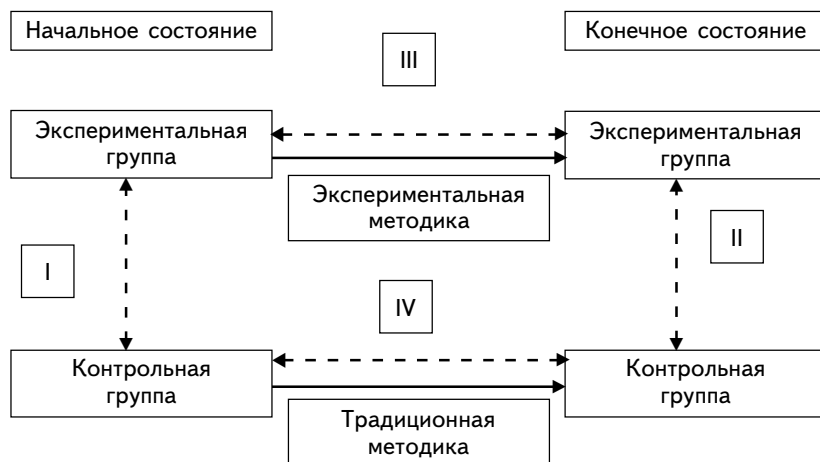 Начальное состояние
Конечное состояние
III
Экспериментальная
группа
Экспериментальная
группа
Экспериментальная
методика
I
II
IV
Контрольная
группа
Контрольная
группа
Традиционная
методика